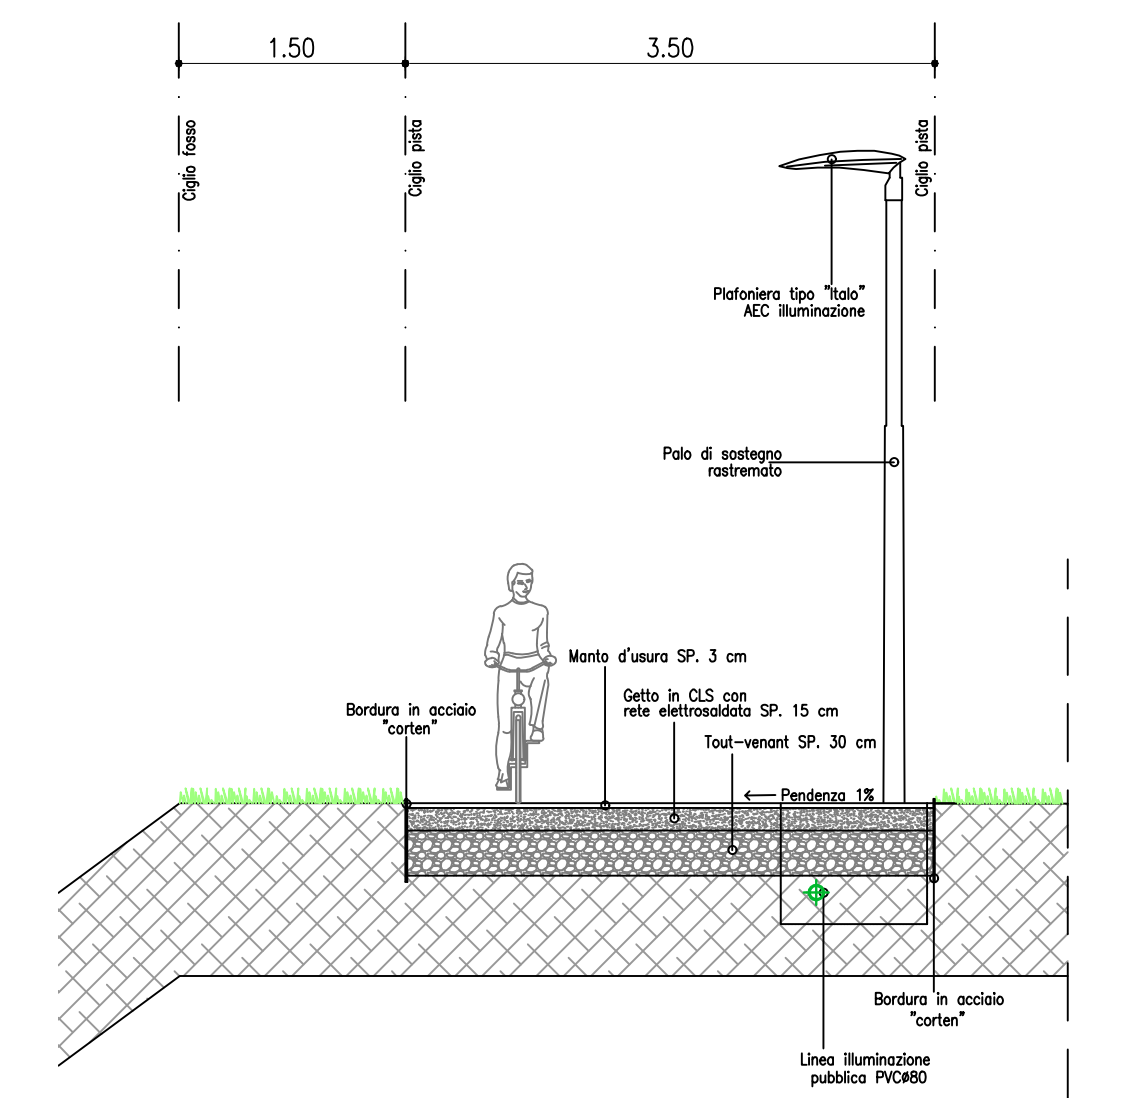 1.50
3.50
Ciglio fosso
Ciglio pista
Ciglio pista
Plafoniera tipo "Italo"
AEC illuminazione
Palo di sostegno
rastremato
Manto d'usura SP. 3 cm
Getto in CLS con
rete elettrosaldata SP. 15 cm
Bordura in acciaio
"corten"
Tout-venant SP. 30 cm
Pendenza 1%
Bordura in acciaio
"corten"
Linea illuminazione
pubblica PVCø80